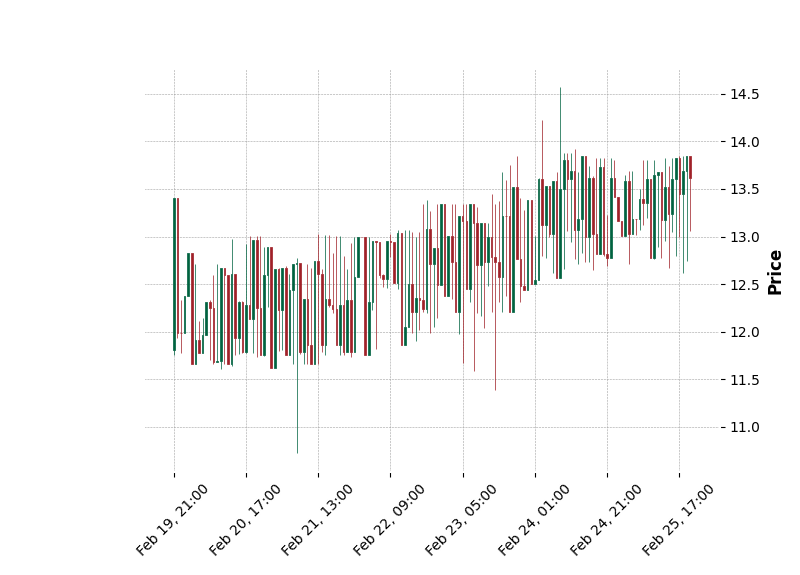 14.5
14.0
13.5
13.0
12.5
12.0
11.5
11.0
Price
Feb 19, 21:00
Feb 20, 17:00
Feb 21, 13:00
Feb 22, 09:00
Feb 23, 05:00
Feb 24, 01:00
Feb 24, 21:00
Feb 25, 17:00